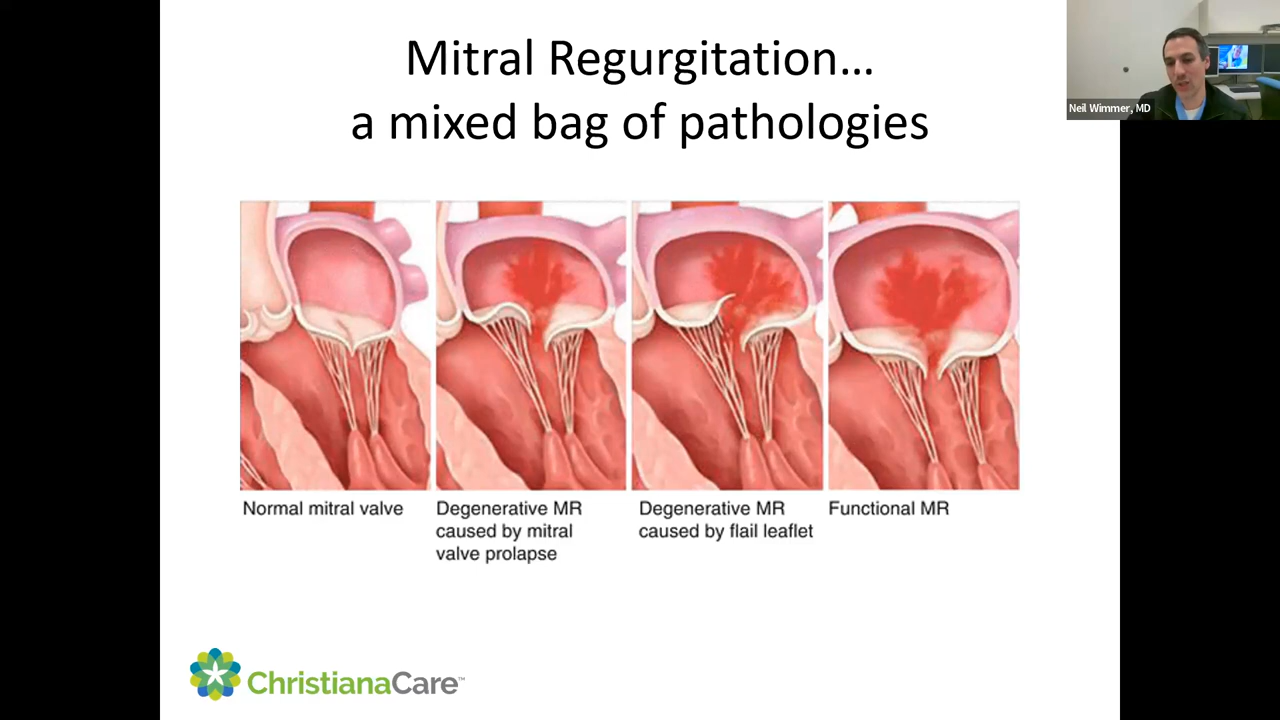 Mitral Regurgitation…
a mixed bag of pathologies
Neil Wimmer, MD
Normal mitral valve
Degenerative MR
caused by mitral
valve prolapse
Degenerative MR
caused by flail leaflet
Functional MR
ChristianaCare™